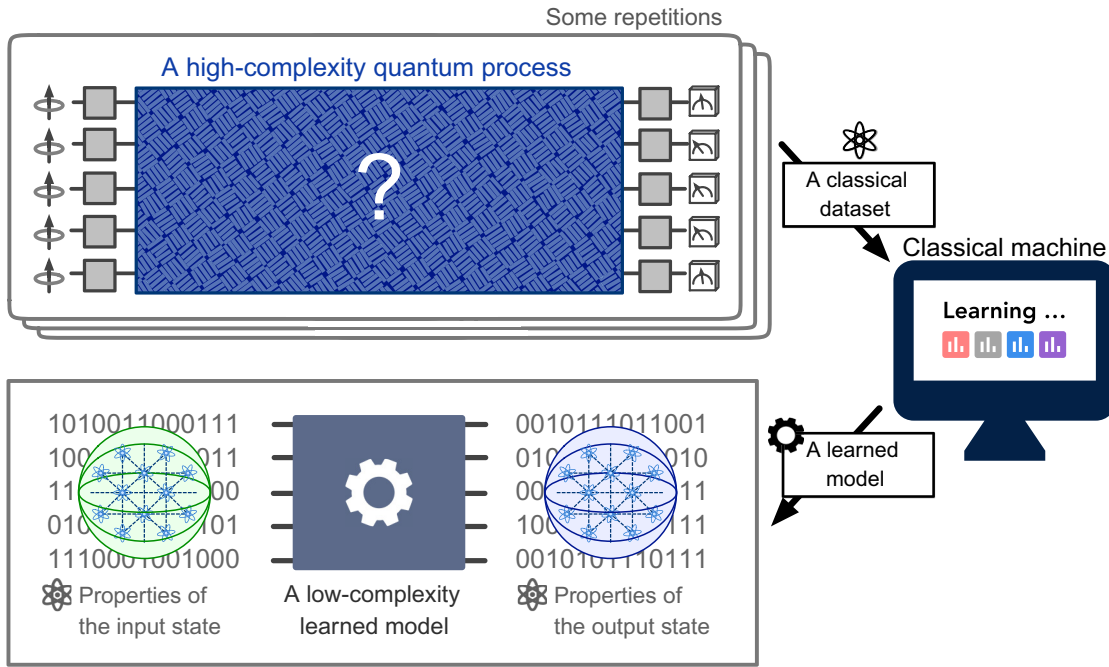 Some repetitions
A high-complexity quantum process
?
A classical
dataset
Classical machine
Learning ...
A learned
model
1010011000111
100
011
11
00
010
101
1110001001000
0010111011001
010
010
00
11
100
111
0010101110111
Properties of
the input state
A low-complexity
learned model
Properties of
the output state